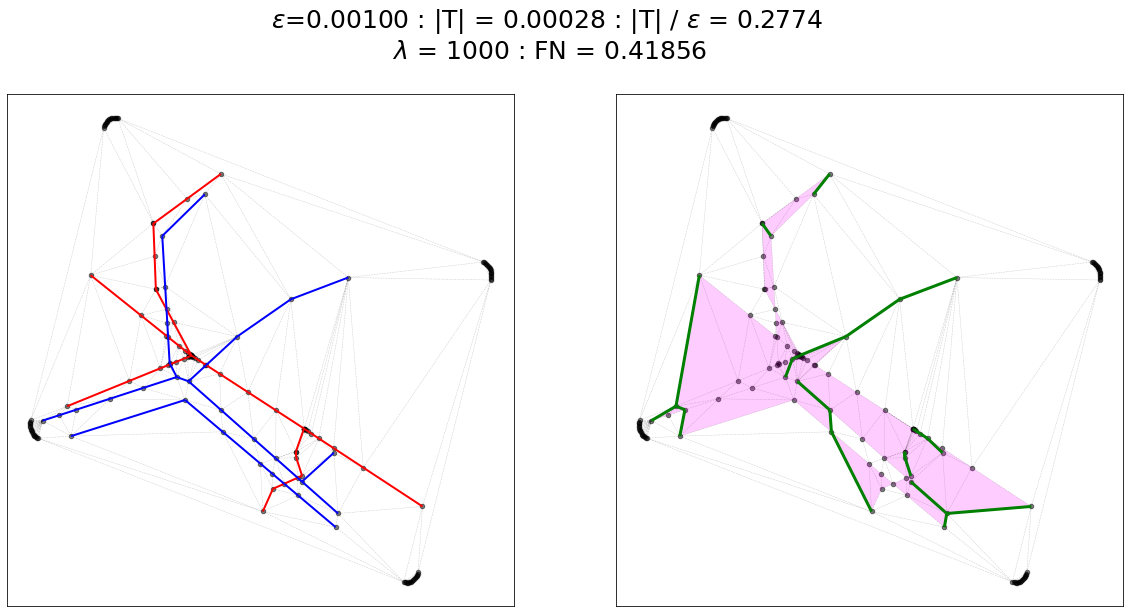 ε=0.00100 : |T| = 0.00028 : |T| / ε = 0.2774
λ = 1000 : FN = 0.41856